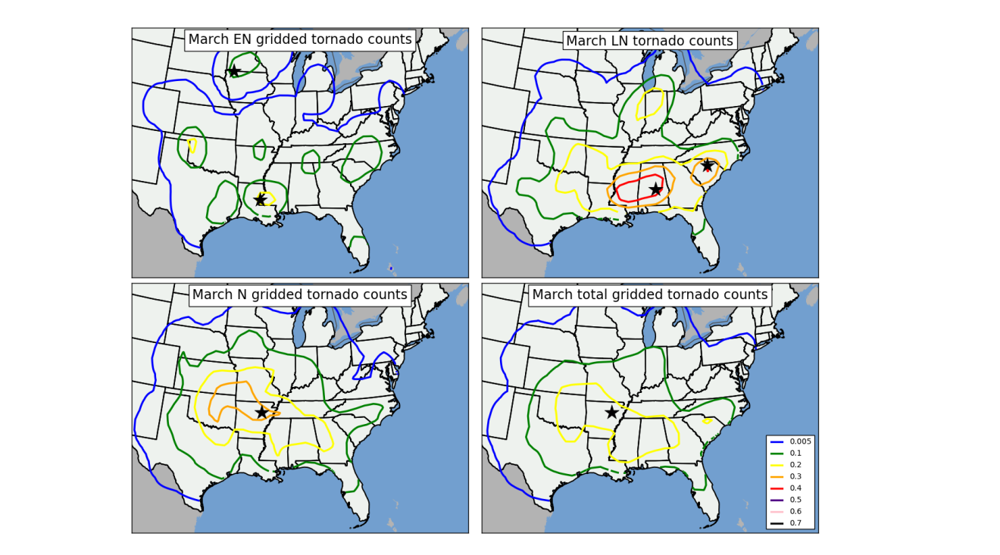 March EN gridded tornado counts
March LN tornado counts
March N gridded tornado counts
March total gridded tornado counts
0.005
0.1
0.2
0.3
0.4
0.5
0.6
0.7